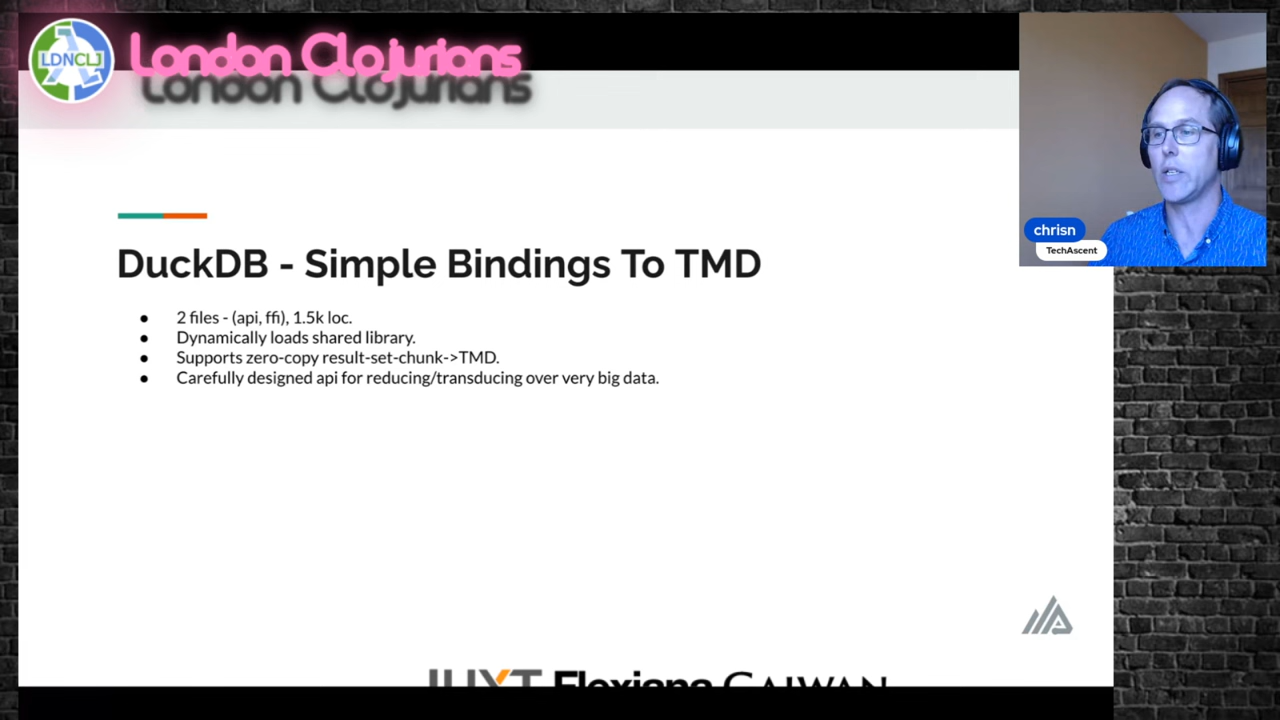 LDNCLJ
London Clojurians
chrisn
TechAscent
DuckDB - Simple Bindings To TMD
● 2 files - (api, ffi), 1.5k loc.
● Dynamically loads shared library.
● Supports zero-copy result-set-chunk->TMD.
● Carefully designed api for reducing/transducing over very big data.
JUXT Flexiana GAIWAN